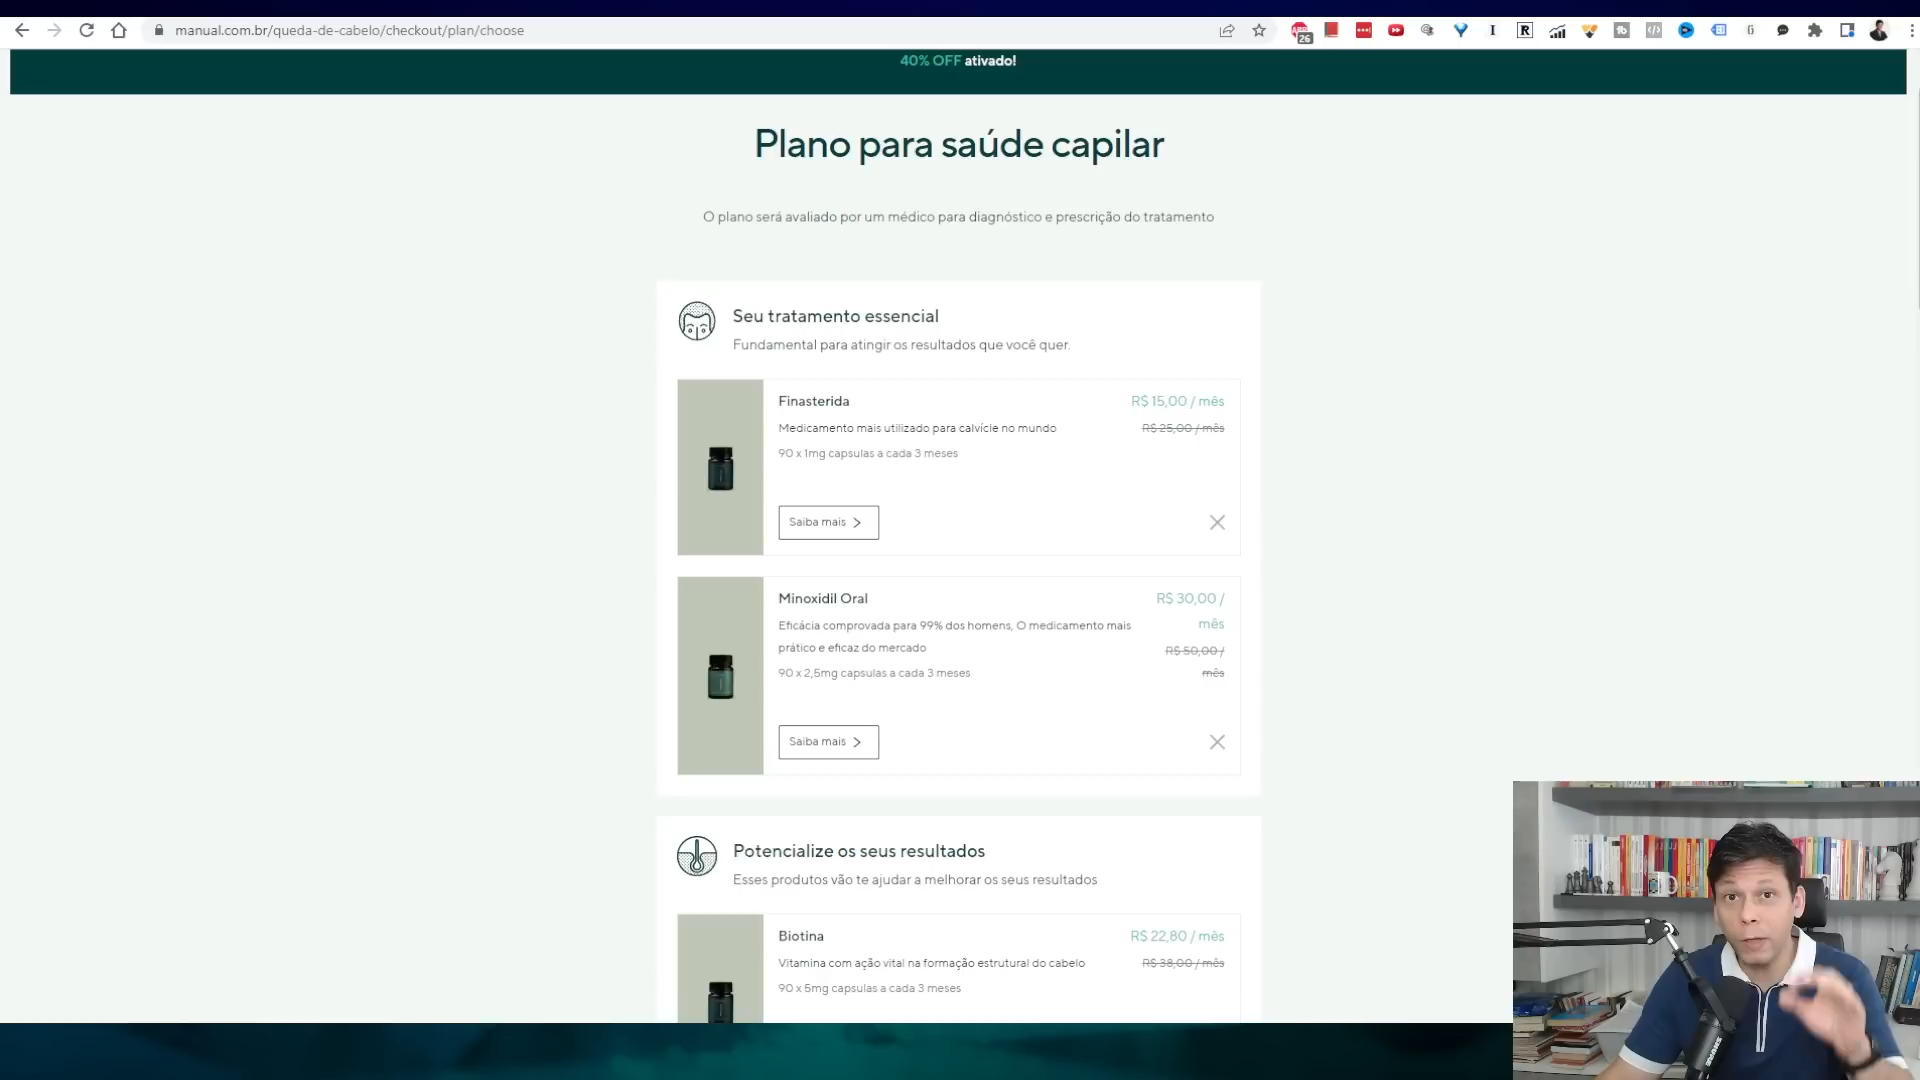 manual.com.br/queda-de-cabelo/checkout/plan/choose
26
40% OFF ativado!
Plano para saúde capilar
O plano será avaliado por um médico para diagnóstico e prescrição do tratamento
Seu tratamento essencial
Fundamental para atingir os resultados que você quer.
Finasterida
R$ 15,00 / mês
Medicamento mais utilizado para calvície no mundo
R$ 25,00 / mês
90 x 1mg capsulas a cada 3 meses
Saiba mais
Minoxidil Oral
R$ 30,00 /
mês
Eficácia comprovada para 99% dos homens, O medicamento mais
prático e eficaz do mercado
R$ 50,00 /
mês
90 x 2,5mg capsulas a cada 3 meses
Saiba mais
Potencialize os seus resultados
Esses produtos vão te ajudar a melhorar os seus resultados
Biotina
R$ 22,80 / mês
Vitamina com ação vital na formação estrutural do cabelo
R$ 38,00 / mês
90 x 5mg capsulas a cada 3 meses
SHURE